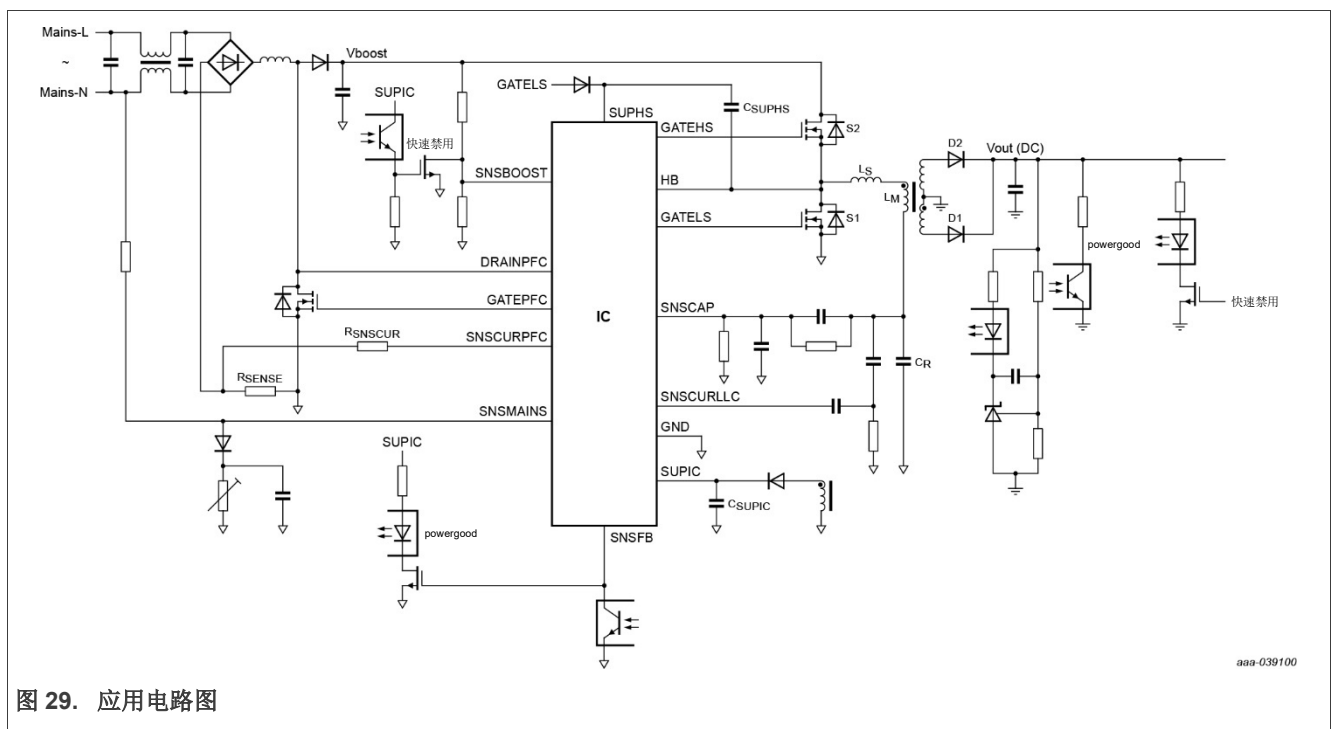 Mains-L
~
Mains-N
Vboost
SUPIC
快速禁用
GATELS
SUPHS
CSUPHS
GATEHS
S2
SNSBOOST
HB
LS
LM
D2
Vout (DC)
GATELS
S1
D1
powergood
快速禁用
DRAINPFC
GATEPFC
IC
SNSCAP
RSNSCUR
SNSCURPFC
CR
RSENSE
SNSMAINS
SNSCURLLC
GND
SUPIC
SUPIC
CSUPIC
powergood
SNSFB
aaa-039100
图 29. 应用电路图